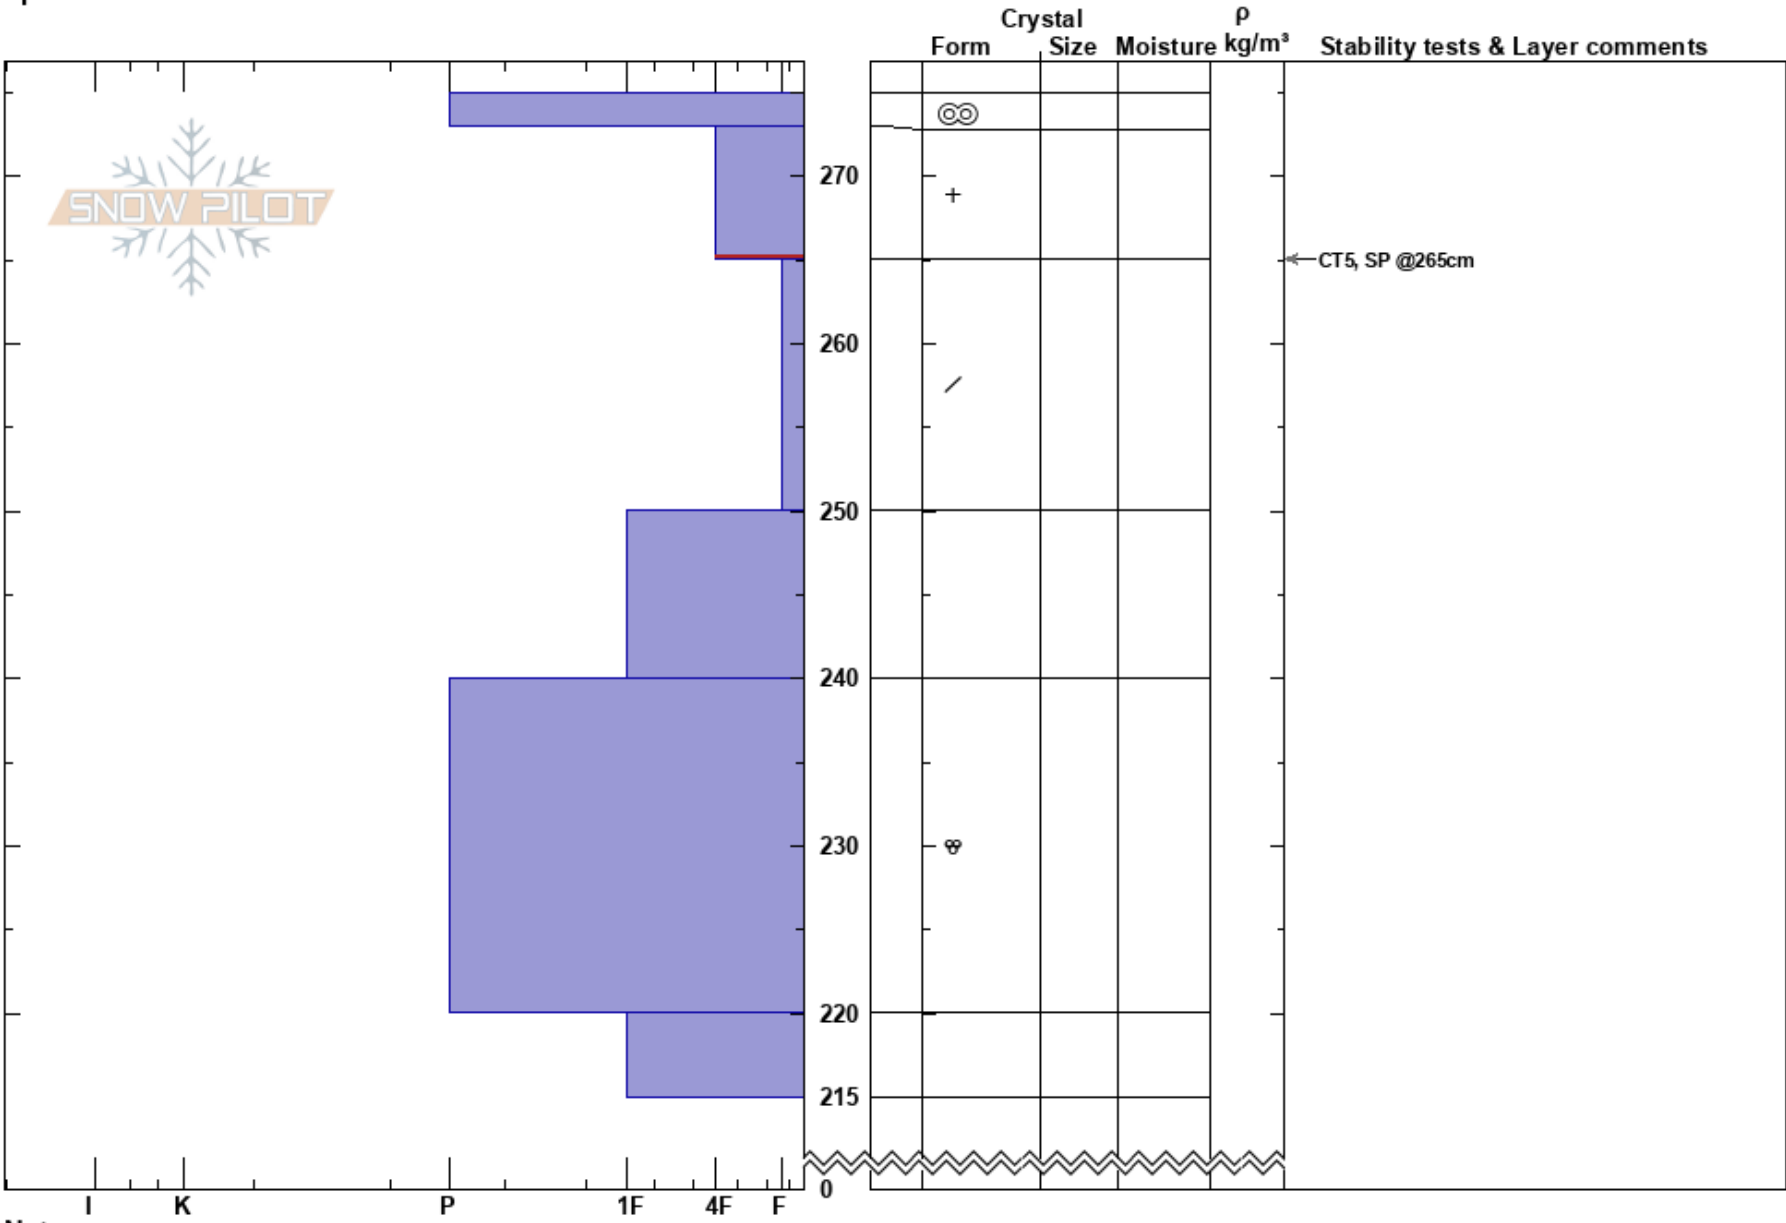 Crystal
ρ
Form Size Moisture kg/m³ Stability tests & Layer comments
SNOW PILOT
270
CT5, SP @265cm
260
250
240
230
220
215
0
I K P 1F 4F F